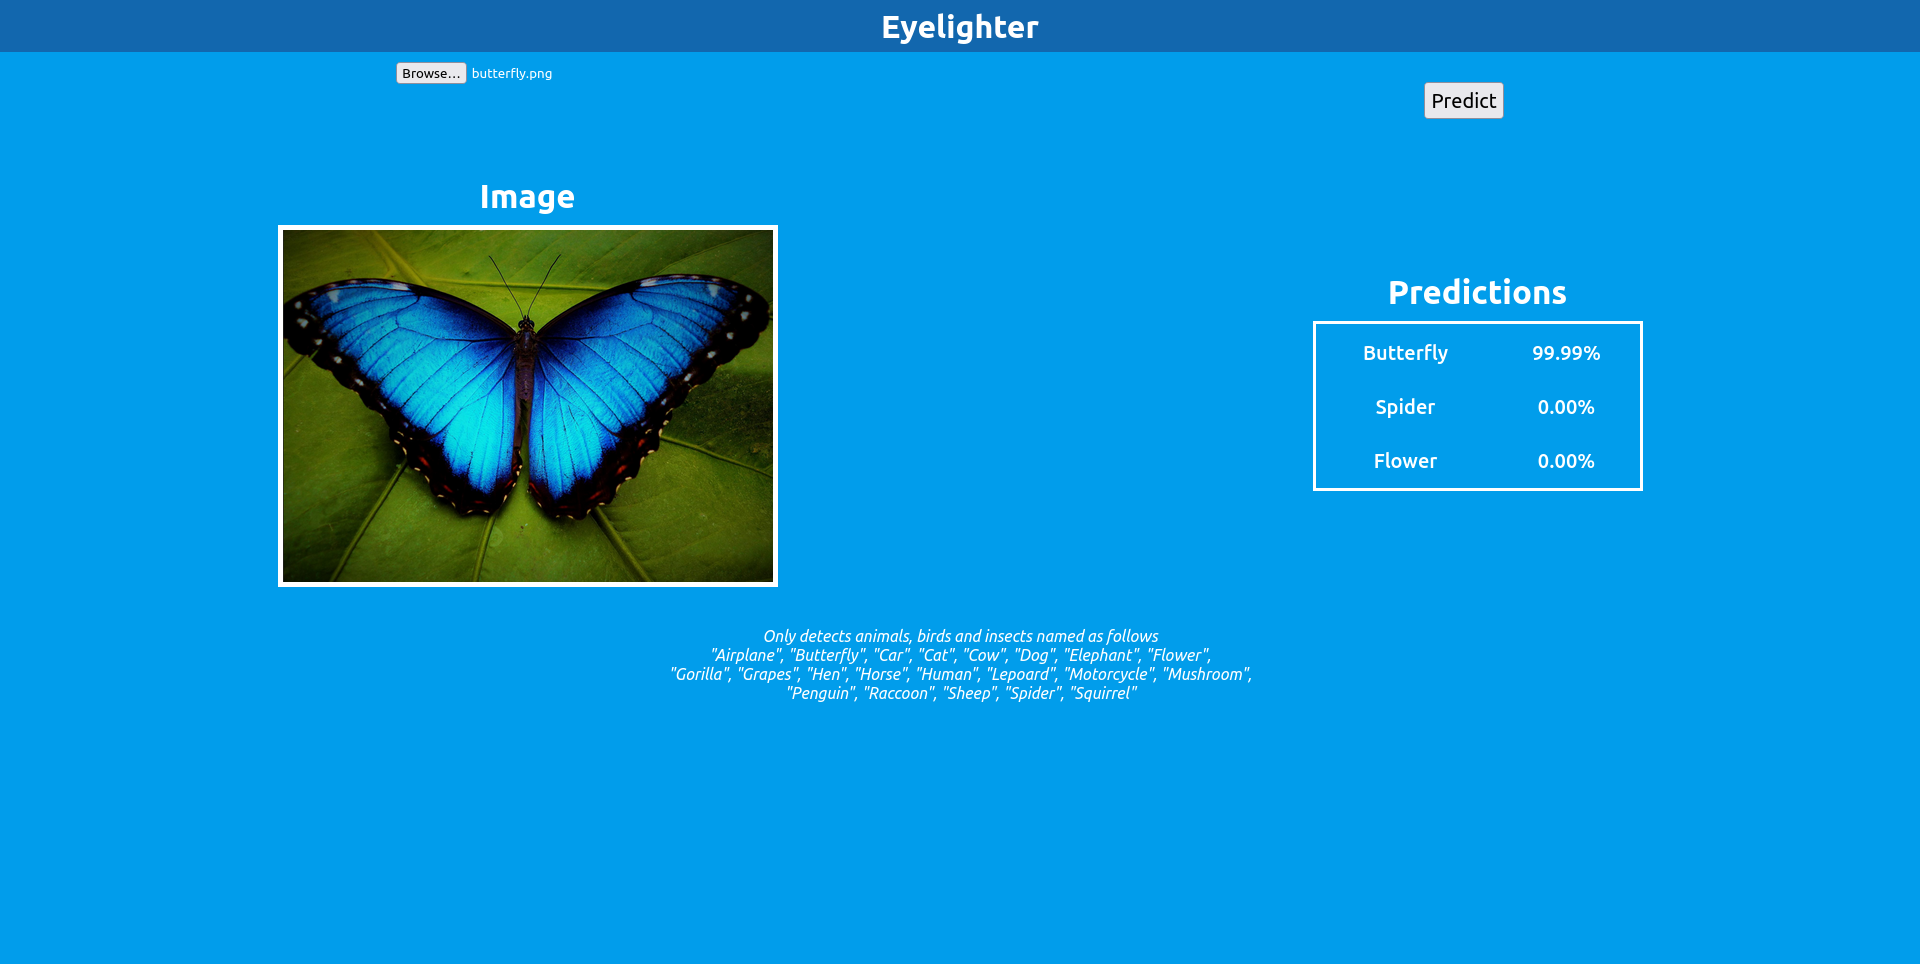 Eyelighter
Browse... butterfly.png
Predict
Image
Predictions
Butterfly 99.99%
Spider 0.00%
Flower 0.00%
Only detects animals, birds and insects named as follows
"Airplane", "Butterfly", "Car", "Cat", "Cow", "Dog", "Elephant", "Flower",
"Gorilla", "Grapes", "Hen", "Horse", "Human", "Lepoard", "Motorcycle", "Mushroom",
"Penguin", "Raccoon", "Sheep", "Spider", "Squirrel"